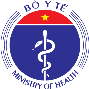 BỘ Y TẾ
MINISTRY OF HEALTH